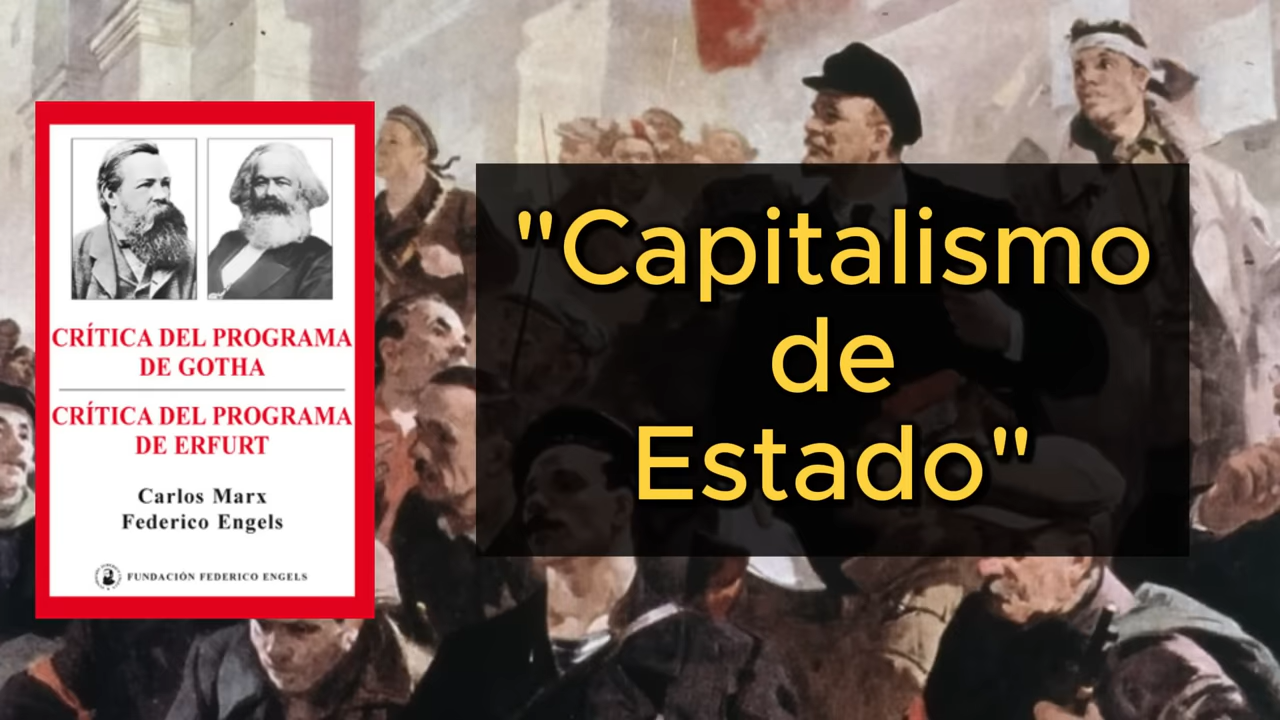 CRÍTICA DEL PROGRAMA
DE GOTHA
CRÍTICA DEL PROGRAMA
DE ERFURT
Carlos Marx
Federico Engels
FUNDACIÓN FEDERICO ENGELS
"Capitalismo
de
Estado"